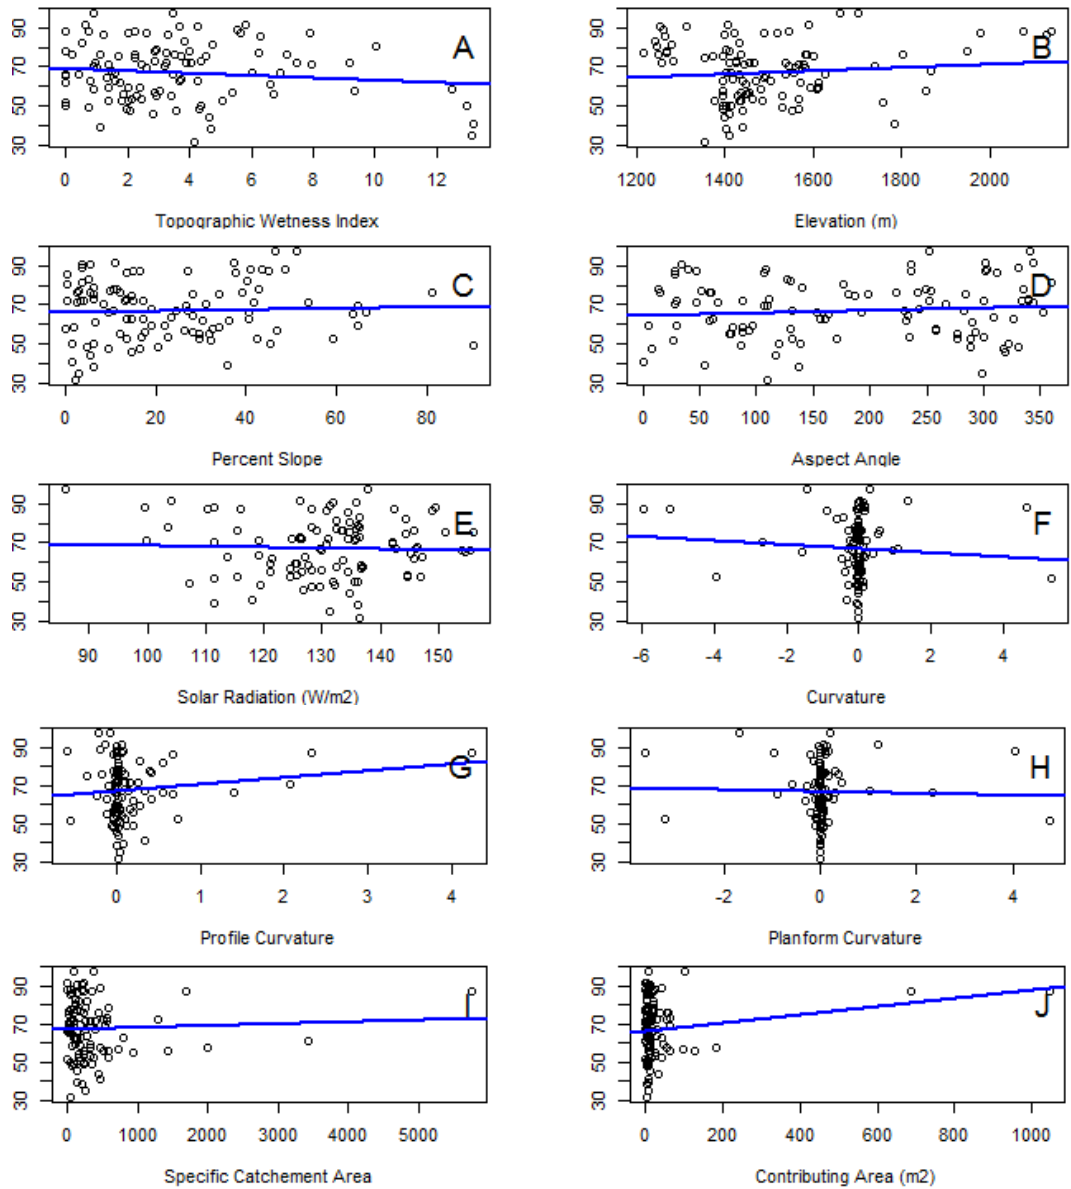 30 50 70 90
A
0 2 4 6 8 10 12
Topographic Wetness Index
30 50 70 90
B
1200 1400 1600 1800 2000
Elevation (m)
30 50 70 90
C
0 20 40 60 80
Percent Slope
30 50 70 90
D
0 50 100 150 200 250 300 350
Aspect Angle
30 50 70 90
E
90 100 110 120 130 140 150
Solar Radiation (W/m2)
30 50 70 90
F
-6 -4 -2 0 2 4
Curvature
30 50 70 90
G
0 1 2 3 4
Profile Curvature
30 50 70 90
H
-2 0 2 4
Planform Curvature
30 50 70 90
I
0 1000 2000 3000 4000 5000
Specific Catchement Area
30 50 70 90
J
0 200 400 600 800 1000
Contributing Area (m2)